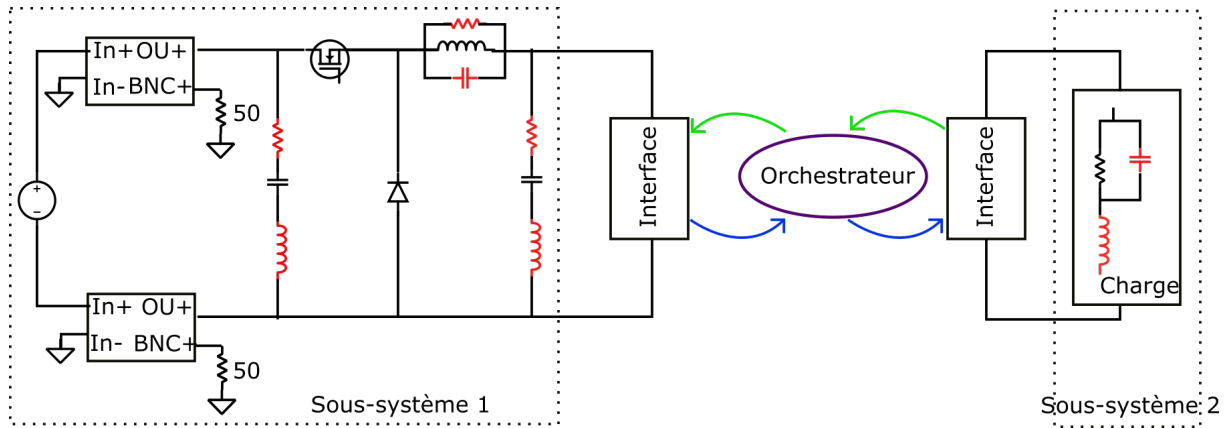 In+ OU+
In- BNC+
50
Interface
Orchestrateur
Interface
Charge
In+ OU+
In- BNC+
50
Sous-système 1
Sous-système 2
+
−